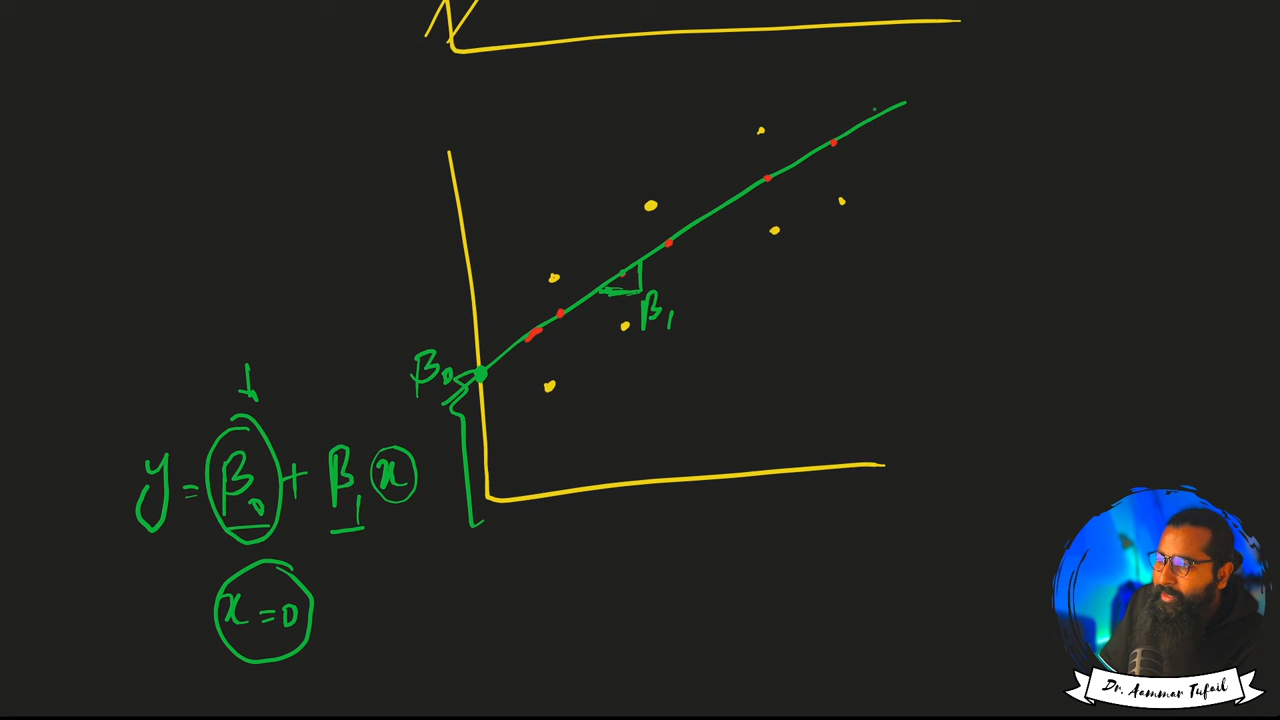 β₁
β₀
y = β₀ + β₁ x
x = 0
Dr. Aammar Tufail